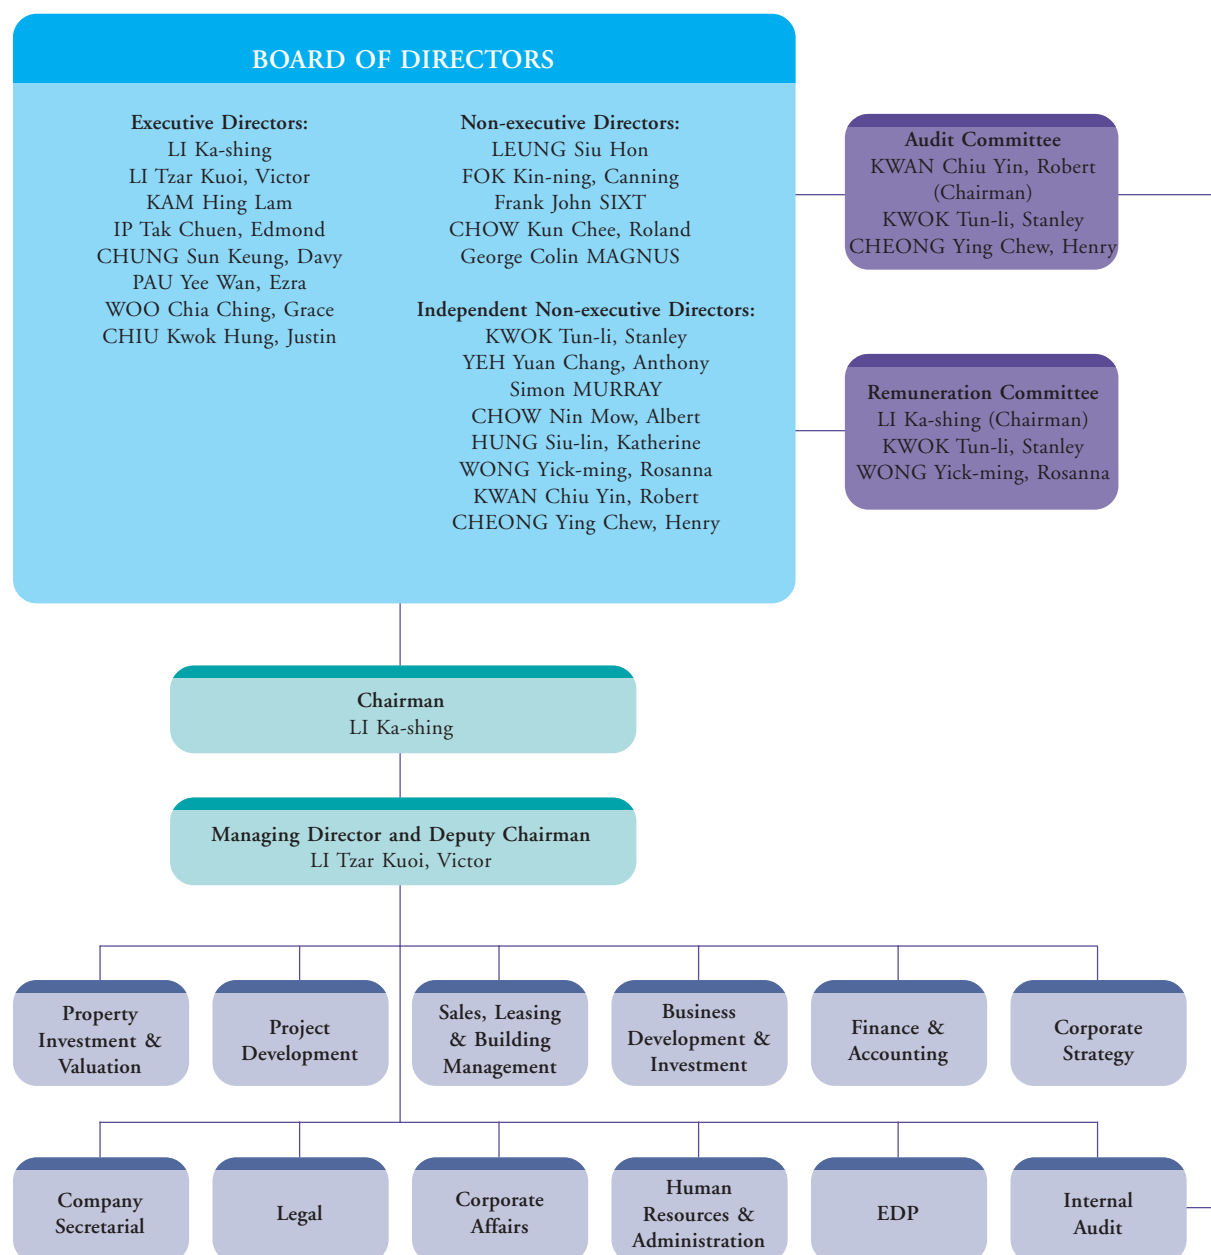 BOARD OF DIRECTORS
Executive Directors:
LI Ka-shing
LI Tzar Kuoi, Victor
KAM Hing Lam
IP Tak Chuen, Edmond
CHUNG Sun Keung, Davy
PAU Yee Wan, Ezra
WOO Chia Ching, Grace
CHIU Kwok Hung, Justin
Non-executive Directors:
LEUNG Siu Hon
FOK Kin-ning, Canning
Frank John SIXT
CHOW Kun Chee, Roland
George Colin MAGNUS
Independent Non-executive Directors:
KWOK Tun-li, Stanley
YEH Yuan Chang, Anthony
Simon MURRAY
CHOW Nin Mow, Albert
HUNG Siu-lin, Katherine
WONG Yick-ming, Rosanna
KWAN Chiu Yin, Robert
CHEONG Ying Chew, Henry
Audit Committee
KWAN Chiu Yin, Robert
(Chairman)
KWOK Tun-li, Stanley
CHEONG Ying Chew, Henry
Remuneration Committee
LI Ka-shing (Chairman)
KWOK Tun-li, Stanley
WONG Yick-ming, Rosanna
Chairman
LI Ka-shing
Managing Director and Deputy Chairman
LI Tzar Kuoi, Victor
Property
Investment &
Valuation
Project
Development
Sales, Leasing
& Building
Management
Business
Development &
Investment
Finance &
Accounting
Corporate
Strategy
Company
Secretarial
Legal
Corporate
Affairs
Human
Resources &
Administration
EDP
Internal
Audit